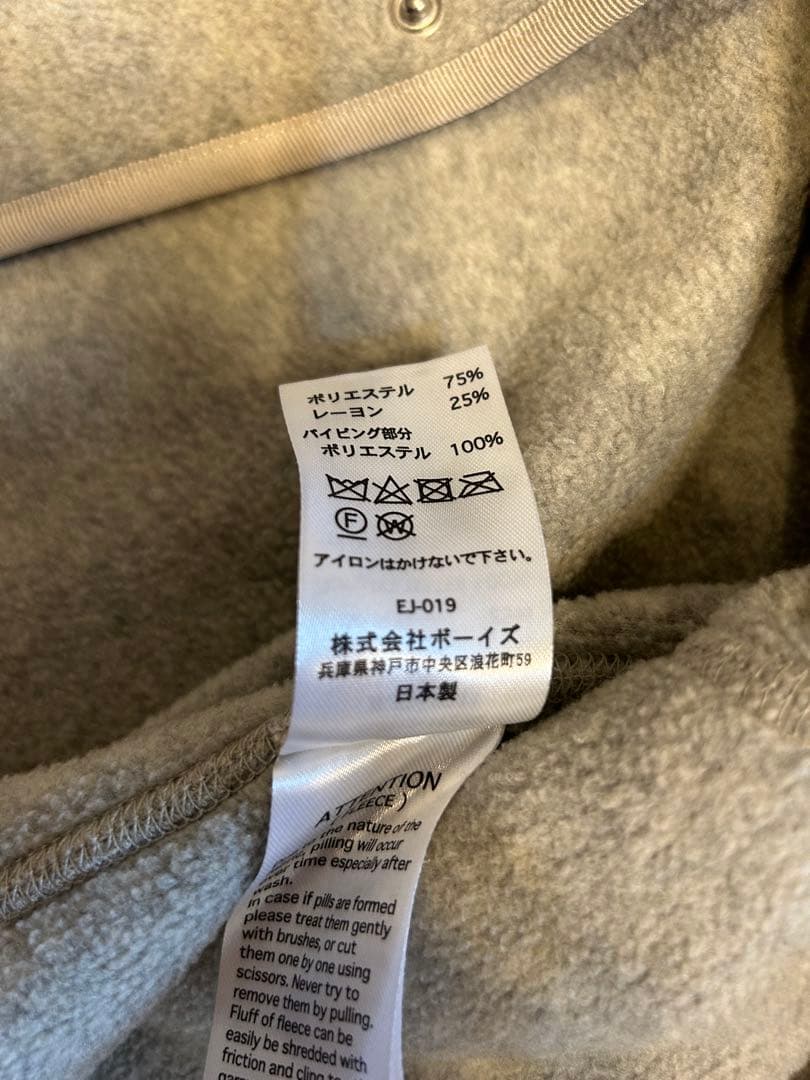 ポリエステル 75%
レーヨン 25%
パイピング部分
ポリエステル 100%
F W
アイロンはかけないで下さい。
EJ-019
株式会社ボーイズ
兵庫県神戸市中央区浪花町59
日本製
ATTENTION
FLEECE )
the nature of the
pilling will occur
time especially after
wash.
In case if pills are formed
please treat them gently
with brushes, or cut
them one by one using
scissors. Never try to
remove them by pulling.
Fluff of fleece can be
easily be shredded with
friction and cling to